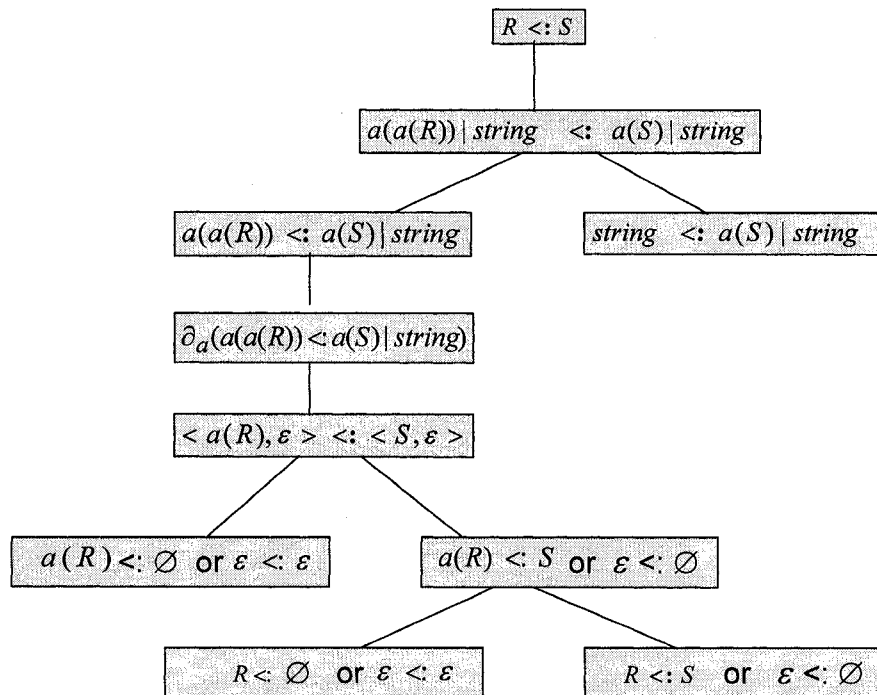 R <: S
a(a(R)) | string <: a(S) | string
a(a(R)) <: a(S) | string
string <: a(S) | string
∂ₐ(a(a(R)) <: a(S) | string)
< a(R), ε > <: < S, ε >
a(R) <: ∅ or ε <: ε
a(R) <: S or ε <: ∅
R <: ∅ or ε <: ε
R <: S or ε <: ∅